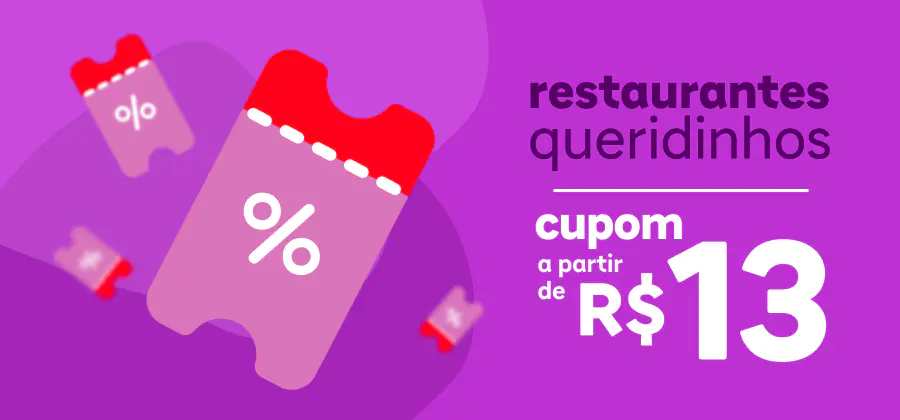 %
%
restaurantes
queridinhos
cupom
a partir
de R$13